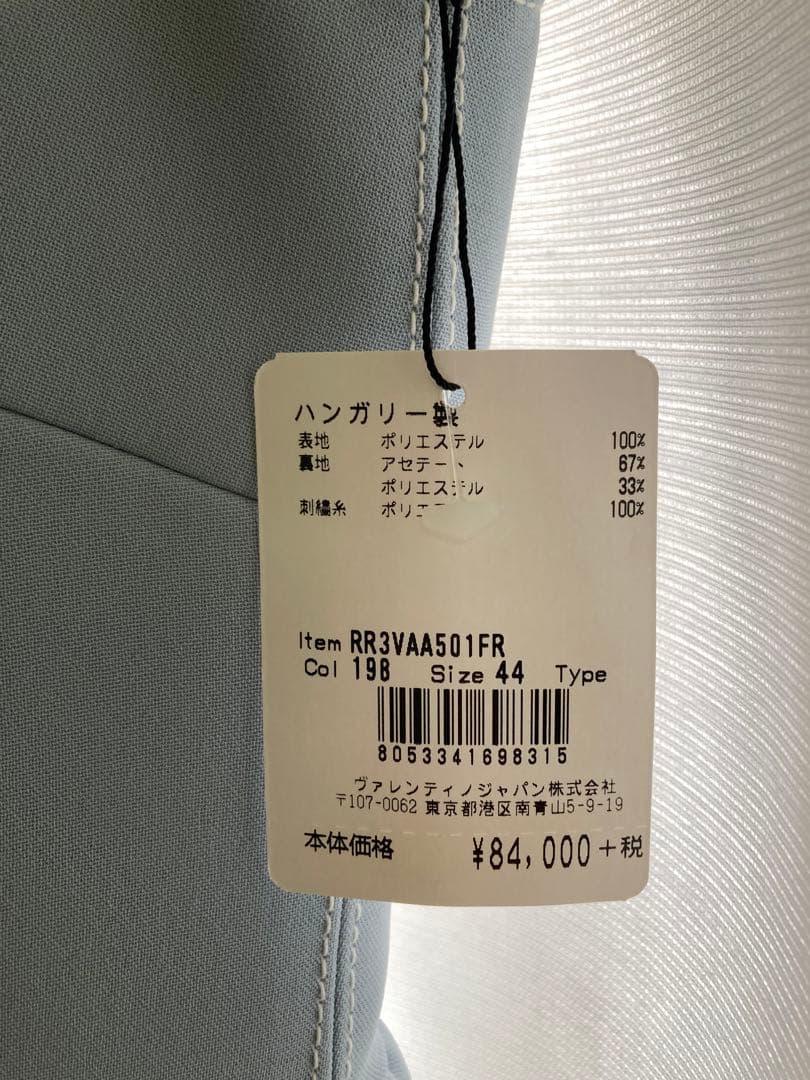 ハンガリー製
表地 ポリエステル 100%
裏地 アセテート 67%
ポリエステル 33%
刺繍糸 100%
Item RR3VAA501FR
Col 198 Size 44 Type
8053341698315
ヴァレンティノジャパン株式会社
〒107-0062 東京都港区南青山5-9-19
本体価格 ¥84,000+税